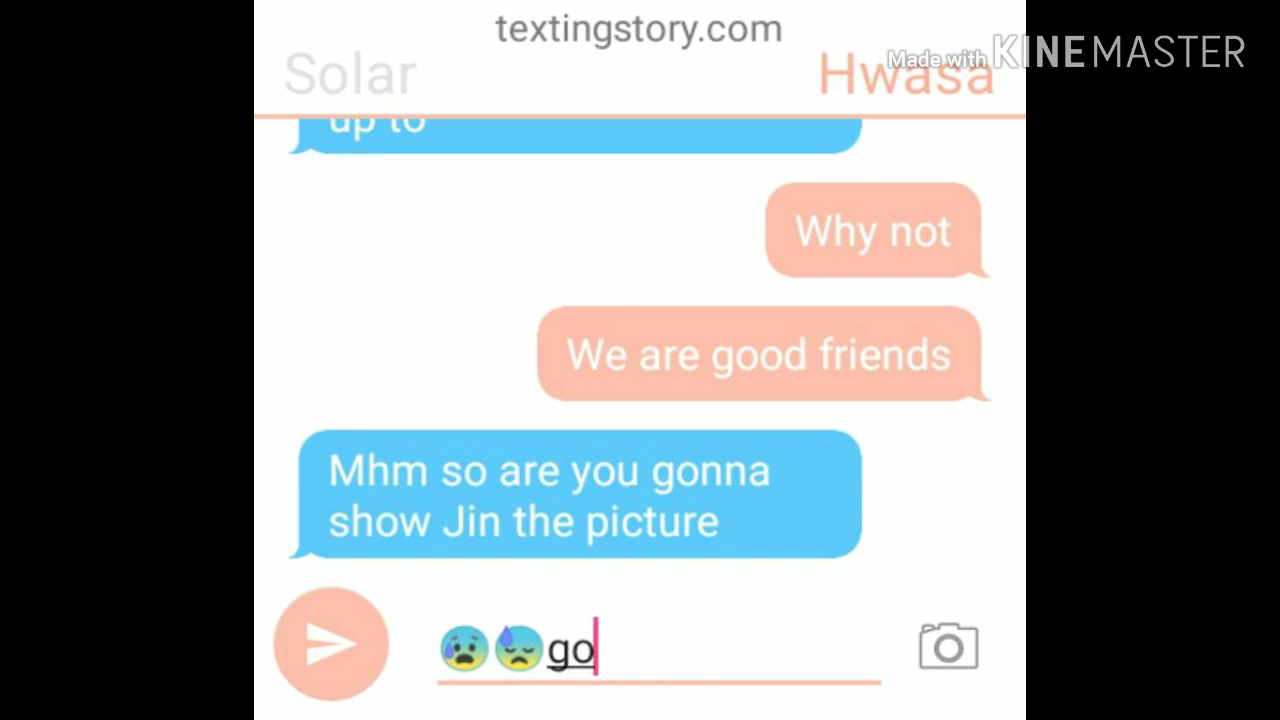 textingstory.com
Solar
Hwasa
Made with KINEMASTER
up to
Why not
We are good friends
Mhm so are you gonna
show Jin the picture
😰😓go